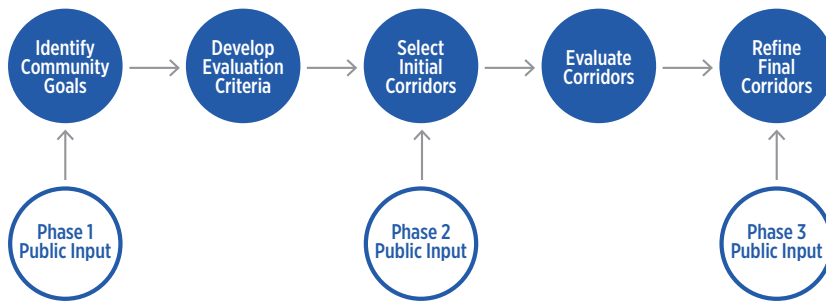 Identify
Community
Goals
Develop
Evaluation
Criteria
Select
Initial
Corridors
Evaluate
Corridors
Refine
Final
Corridors
Phase 1
Public Input
Phase 2
Public Input
Phase 3
Public Input